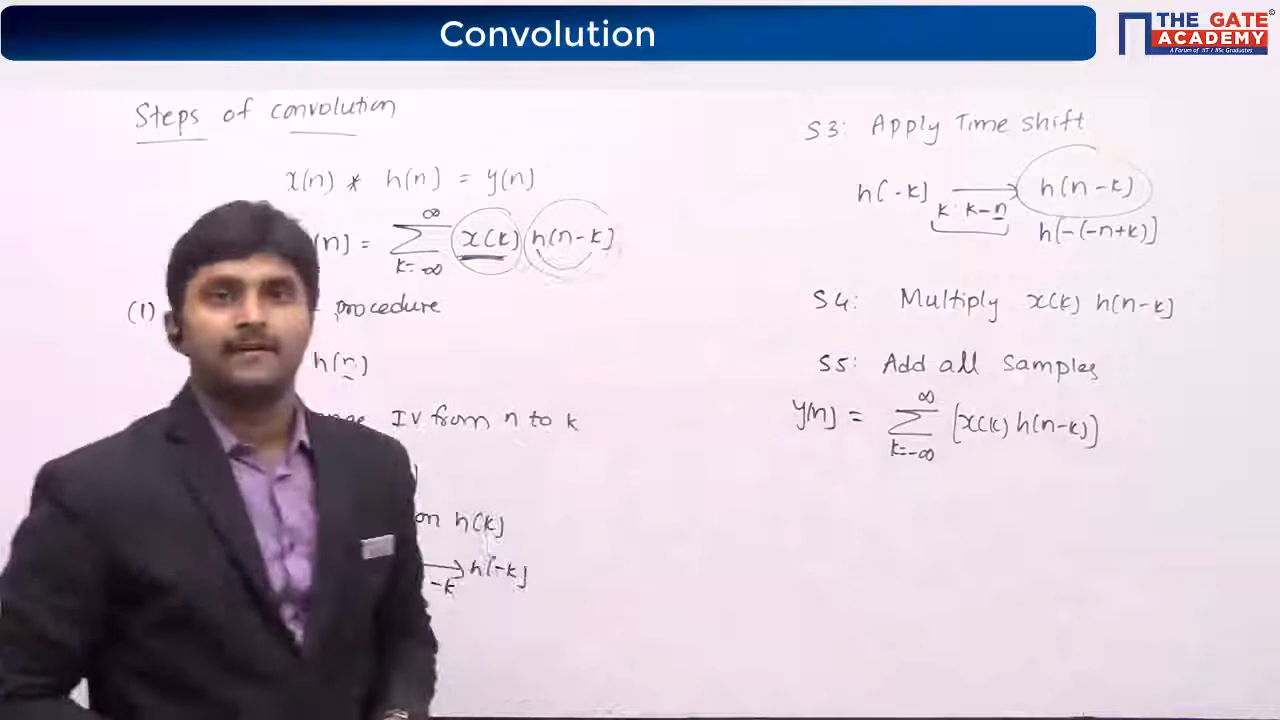 Convolution
THE GATE
ACADEMY
A Forum of IIT / IISc Graduates
Steps of convolution
x(n) * h(n) = y(n)
(n) = ∞ Σ k=-∞ x(k) h(n-k)
(1) procedure
h(n)
IV from n to k
on h(k)
→ h(-k)
-k
S3: Apply Time shift
h(-k) → h(n-k)
k k-n h[-(-n+k)]
S4: Multiply x(k) h(n-k)
S5: Add all samples
y(n) = ∞ Σ k=-∞ [x(k) h(n-k)]